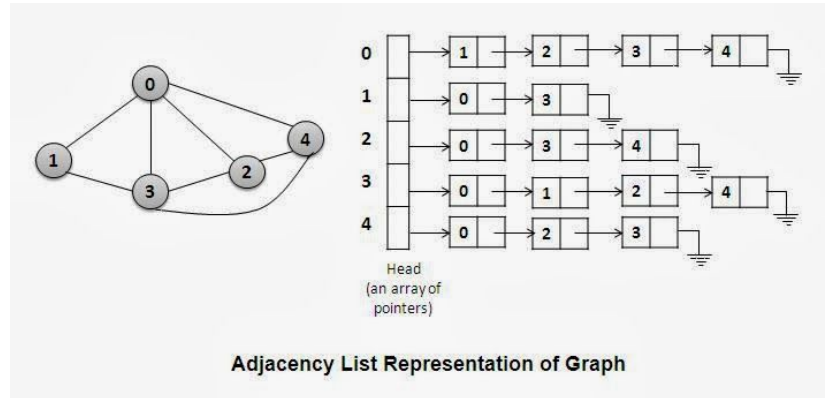 0
1
2
3
4
0 1 2 3 4
1 0 3
2 0 3 4
3 0 1 2 4
4 0 2 3
Head
(an array of
pointers)
Adjacency List Representation of Graph